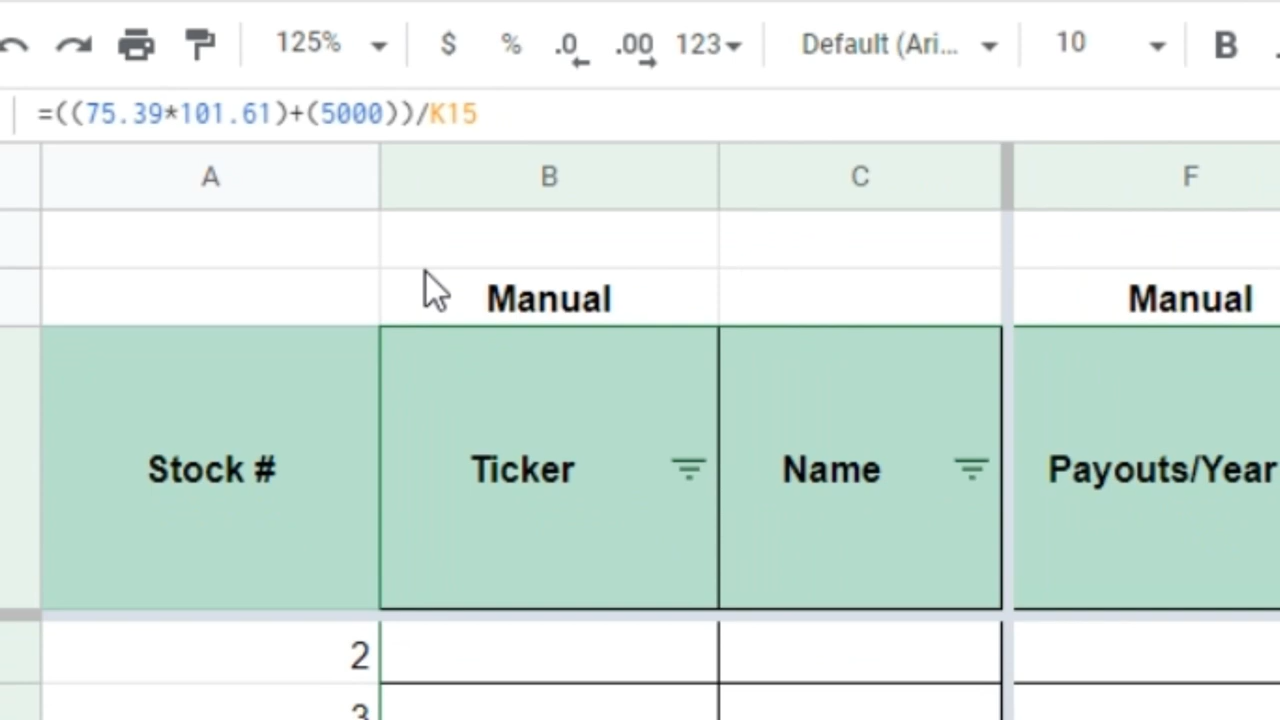 125% $ % .0 .00 123 Default (Ari... 10 B
=((75.39*101.61)+(5000))/K15
A B C F
Manual Manual
Stock # Ticker Name Payouts/Year
2
3